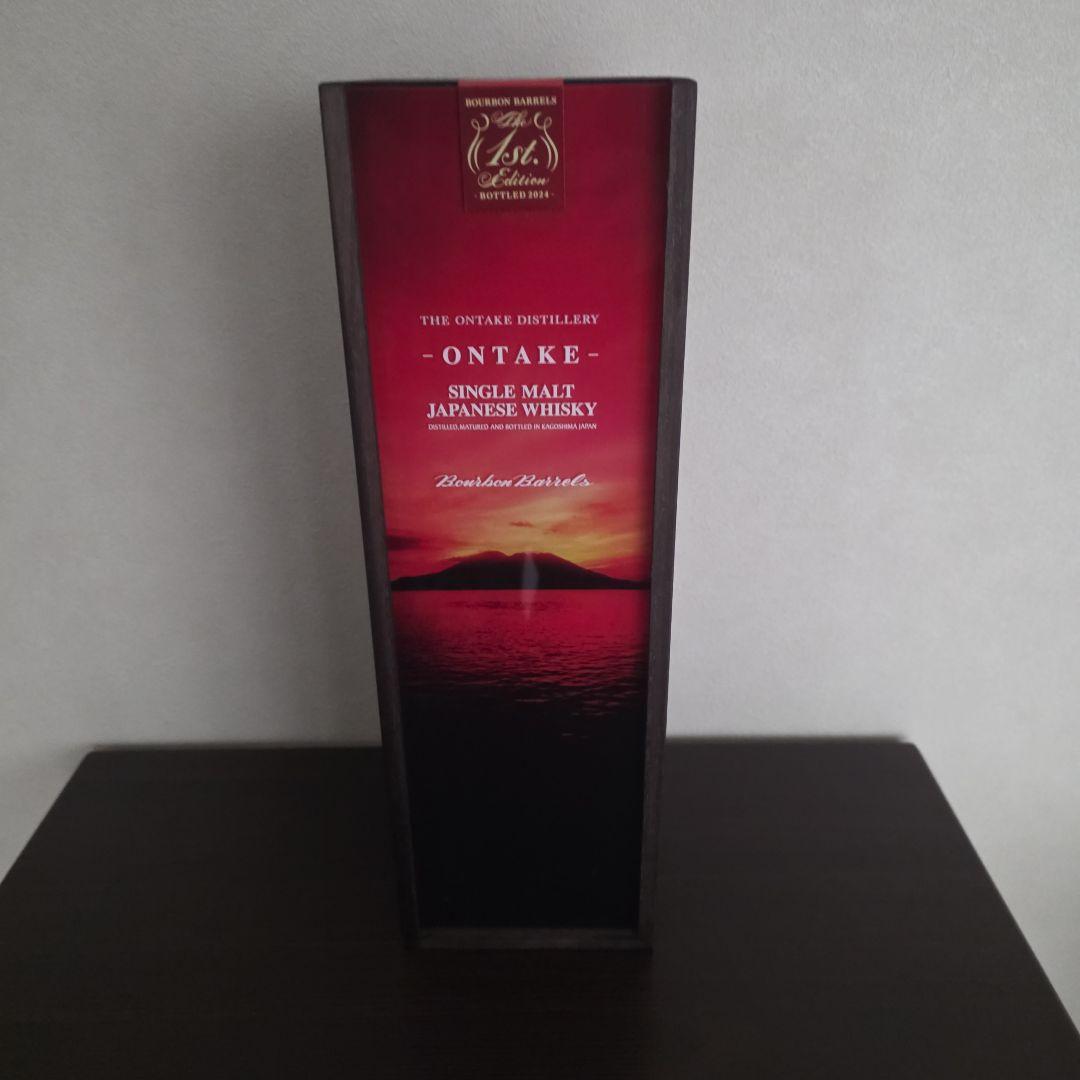 BOURBON BARRELS
The
1st.
Edition
- BOTTLED 2024 -
THE ONTAKE DISTILLERY
- ONTAKE -
SINGLE MALT
JAPANESE WHISKY
DISTILLED, MATURED AND BOTTLED IN KAGOSHIMA JAPAN
Bourbon Barrels